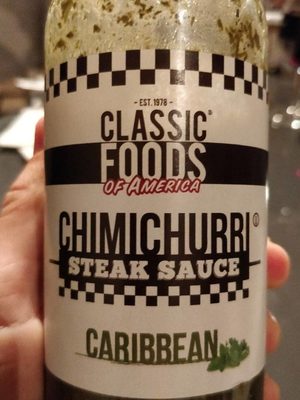 - EST. 1978 -
CLASSIC®
FOODS
OF AMERICA
CHIMICHURRI®
STEAK SAUCE
CARIBBEAN